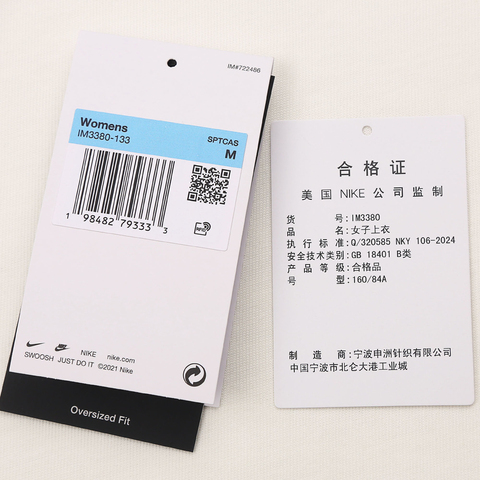 IM#722486
Womens
IM3380-133
SPTCAS
M
1 98482 79333 3
RFID
NIKE nike.com
SWOOSH JUST DO IT ©2021 Nike
Oversized Fit
合格证
美国 NIKE 公司监制
货 号: IM3380
品 名: 女子上衣
执行标准: Q/320585 NKY 106-2024
安全技术类别: GB 18401 B类
产品等级: 合格品
号 型: 160/84A
制造商: 宁波申洲针织有限公司
中国宁波市北仑大港工业城